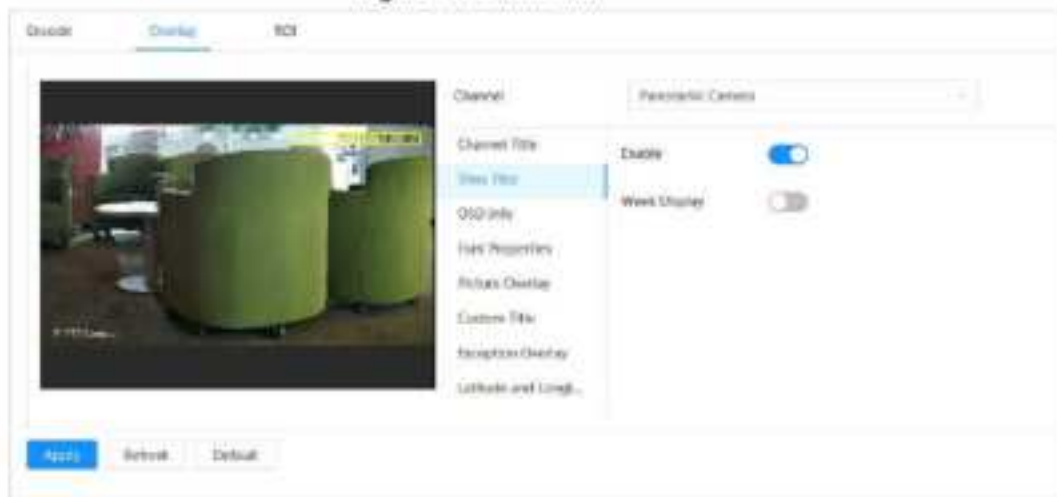 Encode Overlay ROI
Channel Panoramic Camera
Channel Title
Enable
Time Title
Week Display
OSD Info
Font Properties
Picture Overlay
Custom Title
Exception Overlay
Latitude and Longi...
Apply Refresh Default